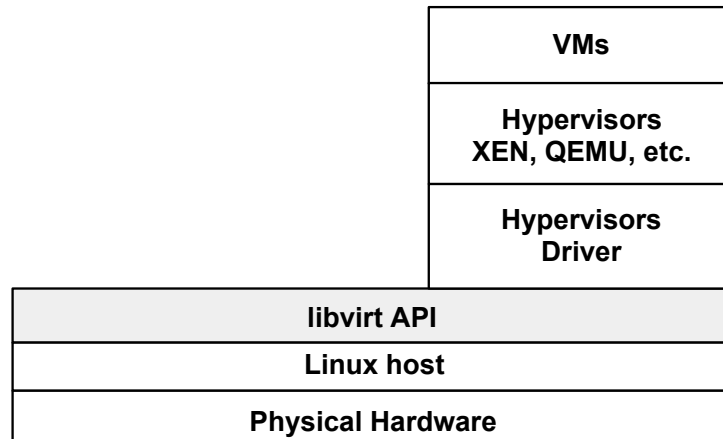 VMs
Hypervisors
XEN, QEMU, etc.
Hypervisors
Driver
libvirt API
Linux host
Physical Hardware